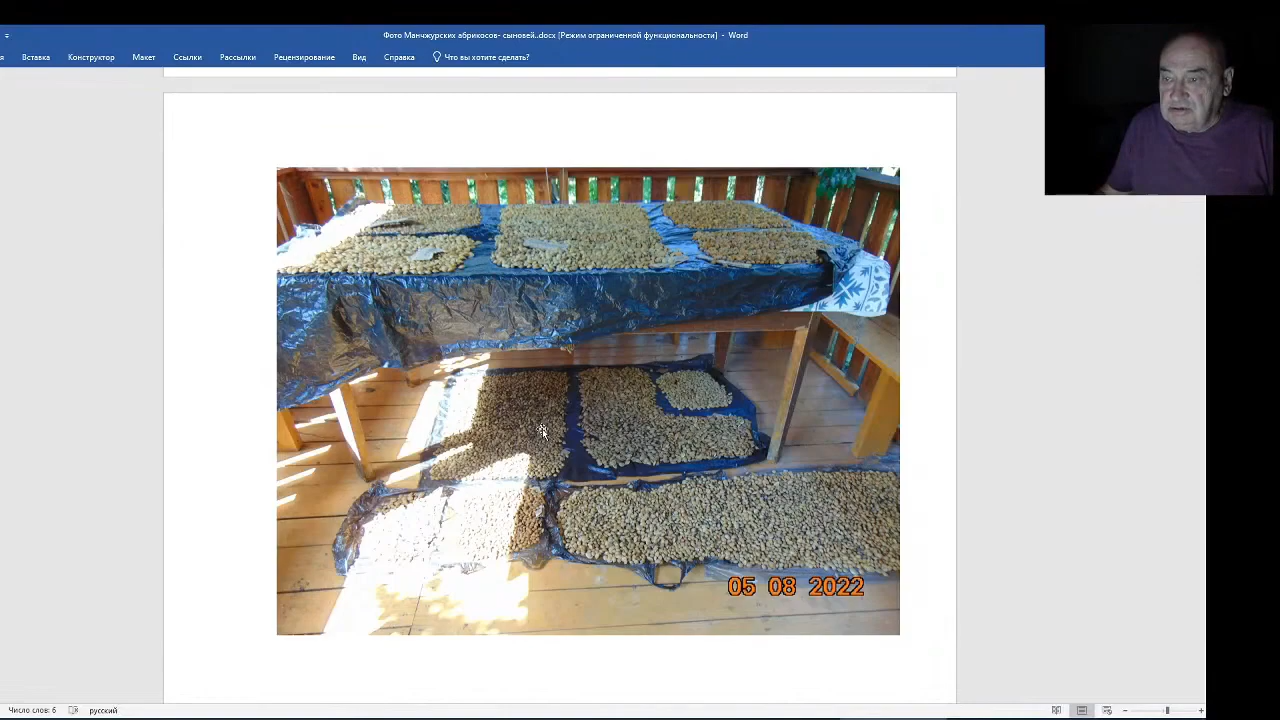 Фото Манчжурских абрикосов- сыновей..docx [Режим ограниченной функциональности] - Word
Вставка Конструктор Макет Ссылки Рассылки Рецензирование Вид Справка Что вы хотите сделать?
05 08 2022
Число слов: 6 русский